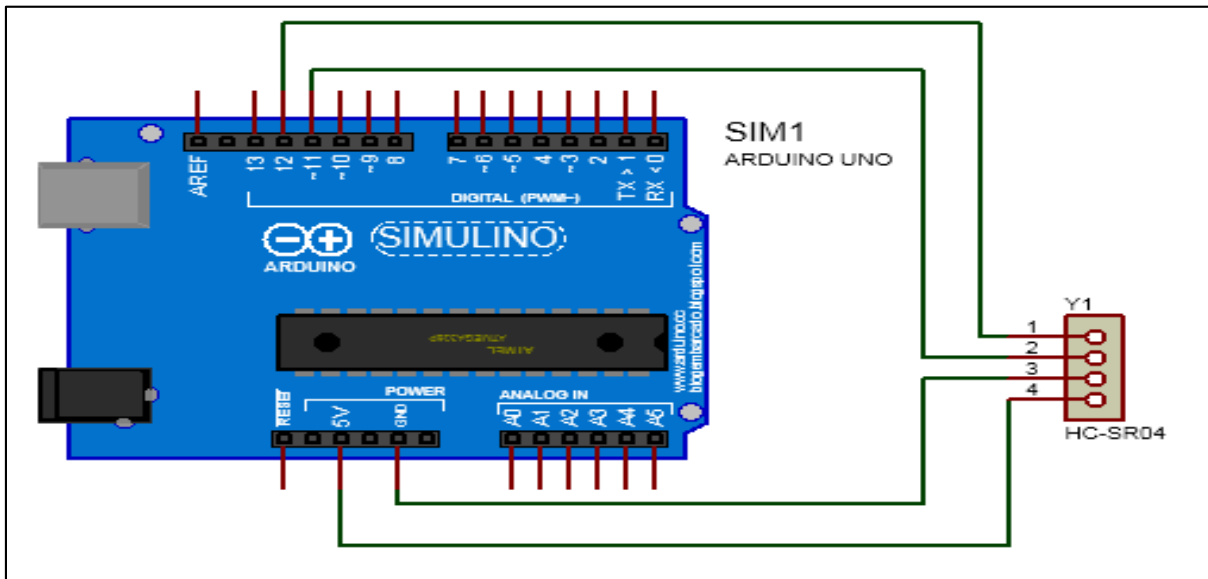 SIM1
ARDUINO UNO
AREF
13
12
~11
~10
~9
8
7
~6
~5
4
~3
2
TX > 1
RX < 0
DIGITAL (PWM~)
SIMULINO
ARDUINO
www.arduino.cc
blogembarcado.blogspot.com
ATMEL
ATMEGA328P
POWER
ANALOG IN
RESET
5V
GND
A0
A1
A2
A3
A4
A5
Y1
1
2
3
4
HC-SR04